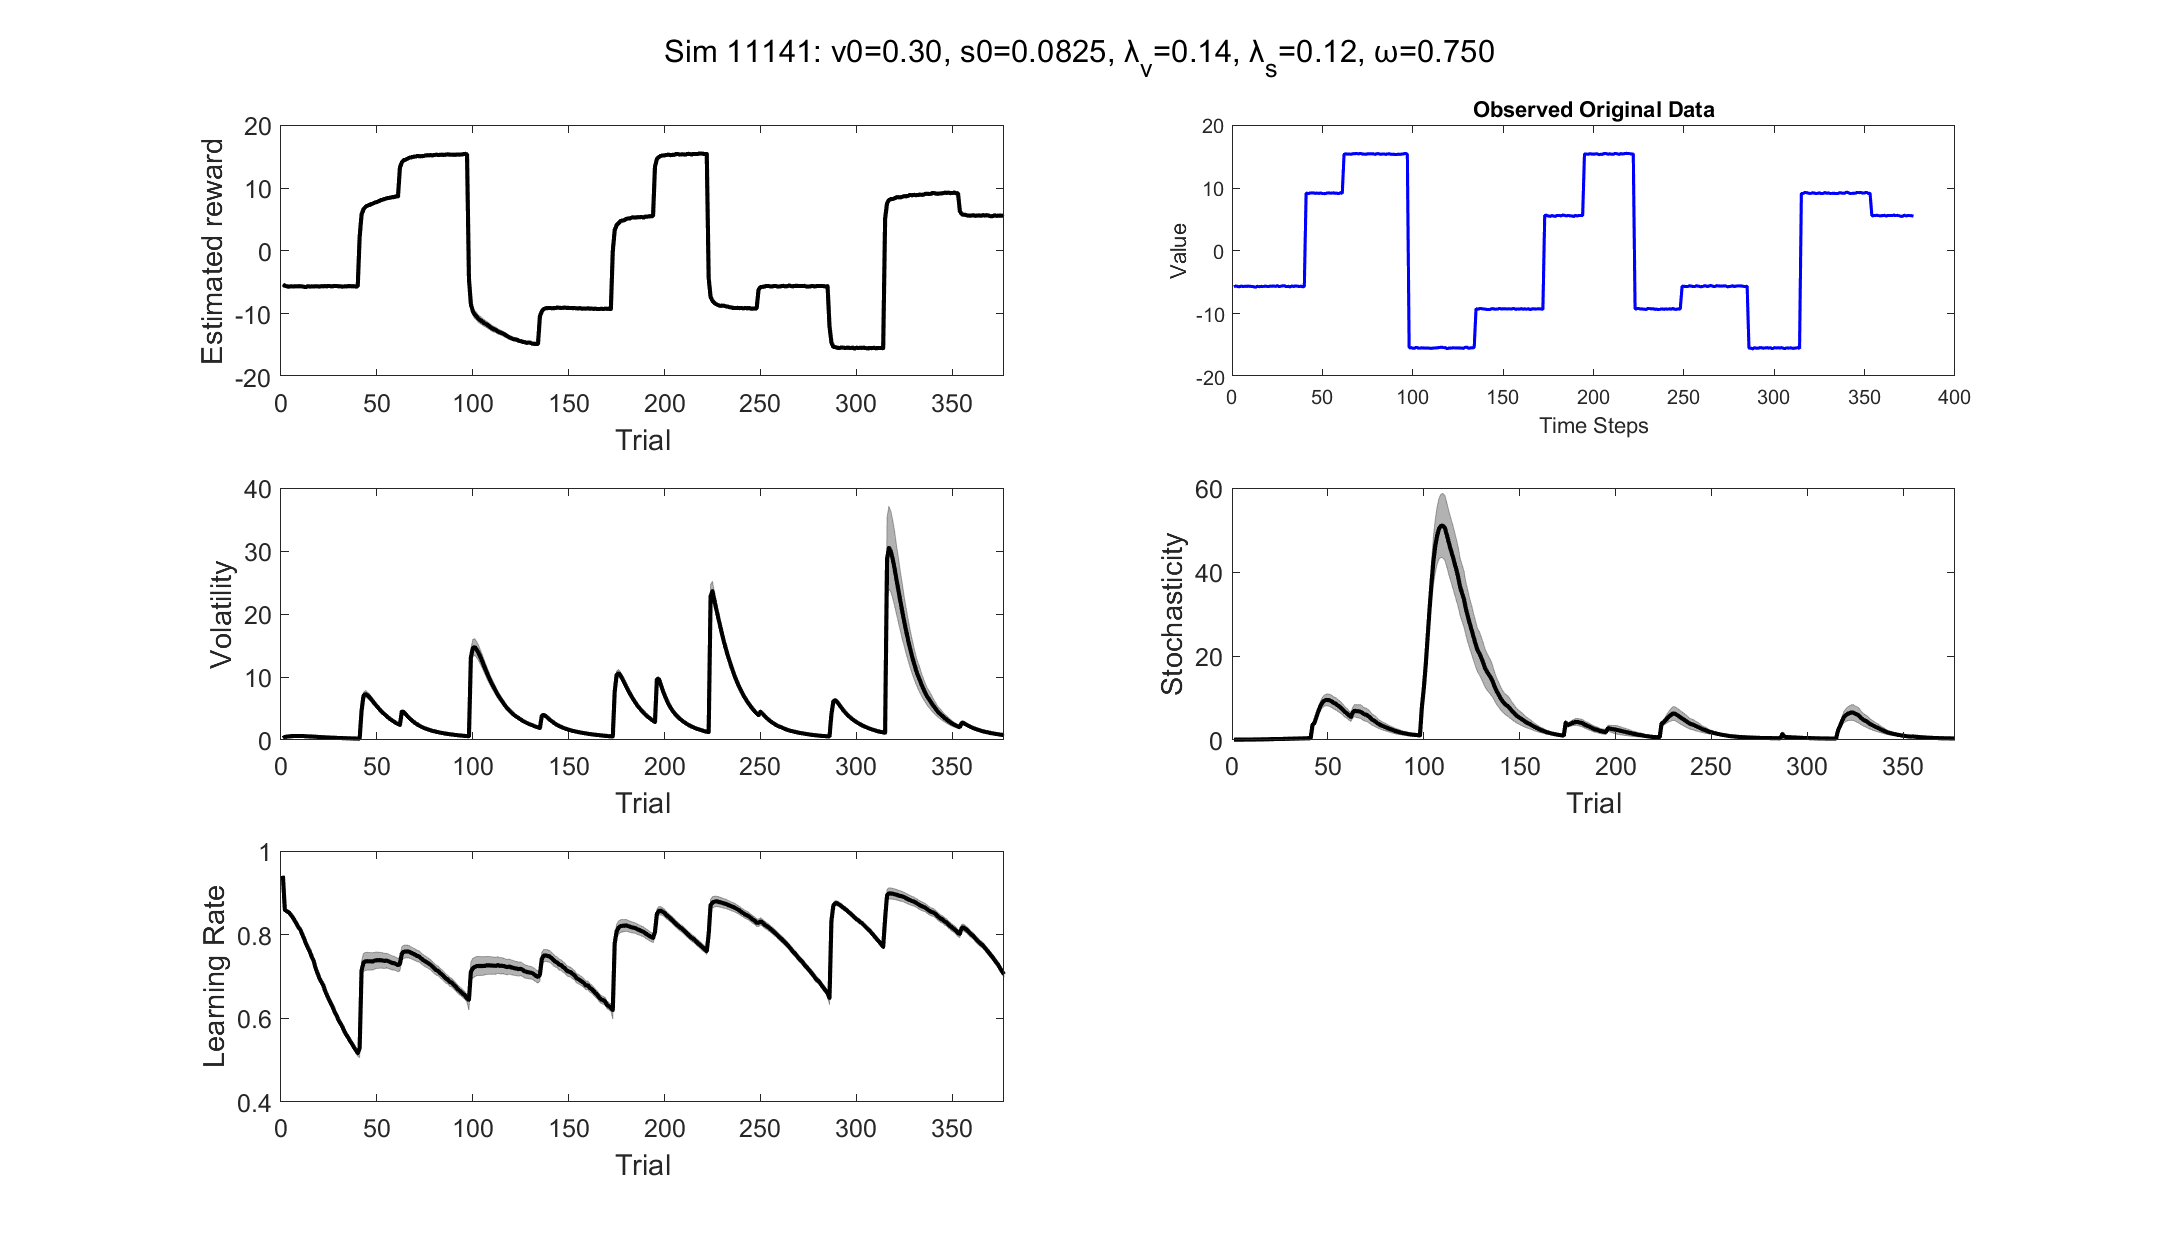 Sim 11141: v0=0.30, s0=0.0825, λv=0.14, λs=0.12, ω=0.750
20
10
0
-10
-20
Estimated reward
0 50 100 150 200 250 300 350
Trial
Observed Original Data
20
10
0
-10
-20
Value
0 50 100 150 200 250 300 350 400
Time Steps
40
30
20
10
0
Volatility
0 50 100 150 200 250 300 350
Trial
60
40
20
0
Stochasticity
0 50 100 150 200 250 300 350
Trial
1
0.8
0.6
0.4
Learning Rate
0 50 100 150 200 250 300 350
Trial